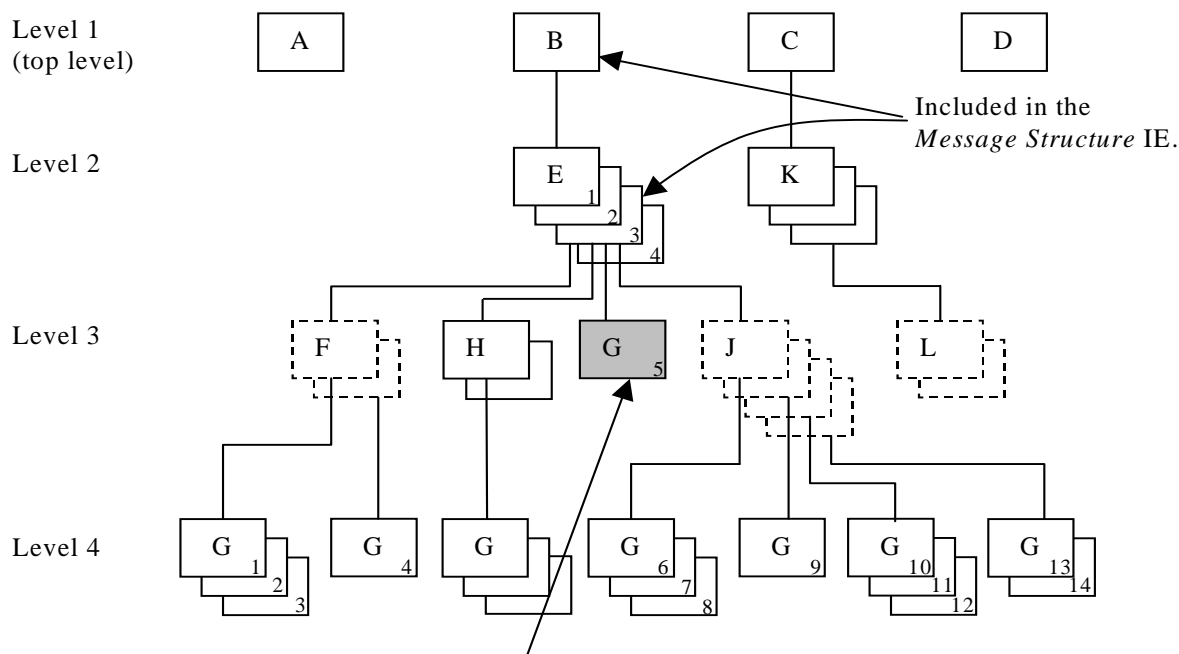 Level 1
(top level)
A
B
C
D
Included in the
Message Structure IE.
Level 2
E
1
2
3
4
K
Level 3
F
H
G
5
J
L
Level 4
G
1
2
3
G
4
G
G
6
7
8
G
9
G
10
11
12
G
13
14